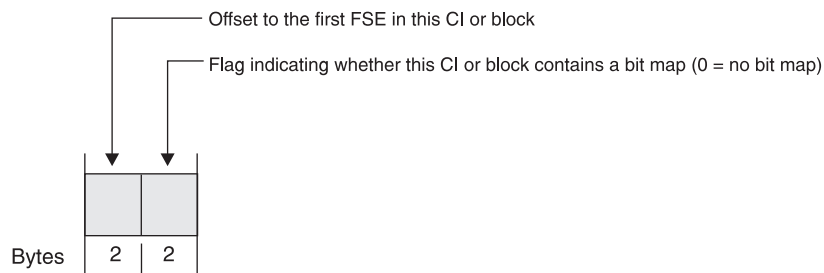 Offset to the first FSE in this CI or block
Flag indicating whether this CI or block contains a bit map (0 = no bit map)
Bytes 2 2